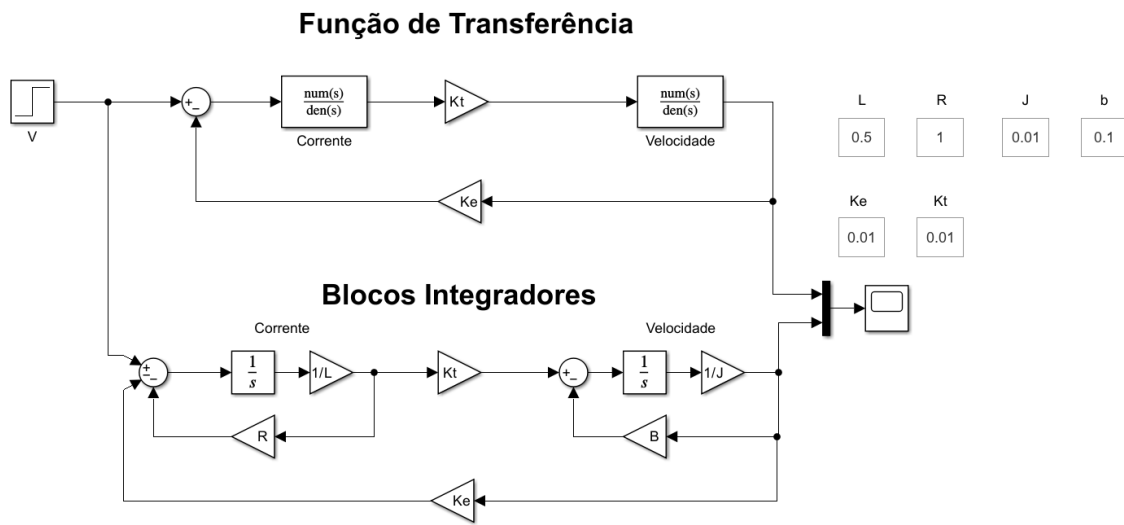 Função de Transferência
V
+
−
num(s)
den(s)
Corrente
Kt
num(s)
den(s)
Velocidade
Ke
L R J b
0.5 1 0.01 0.1
Ke Kt
0.01 0.01
Blocos Integradores
Corrente
Velocidade
+
−
−
1
s
1/L
Kt
+
−
1
s
1/J
R
B
Ke